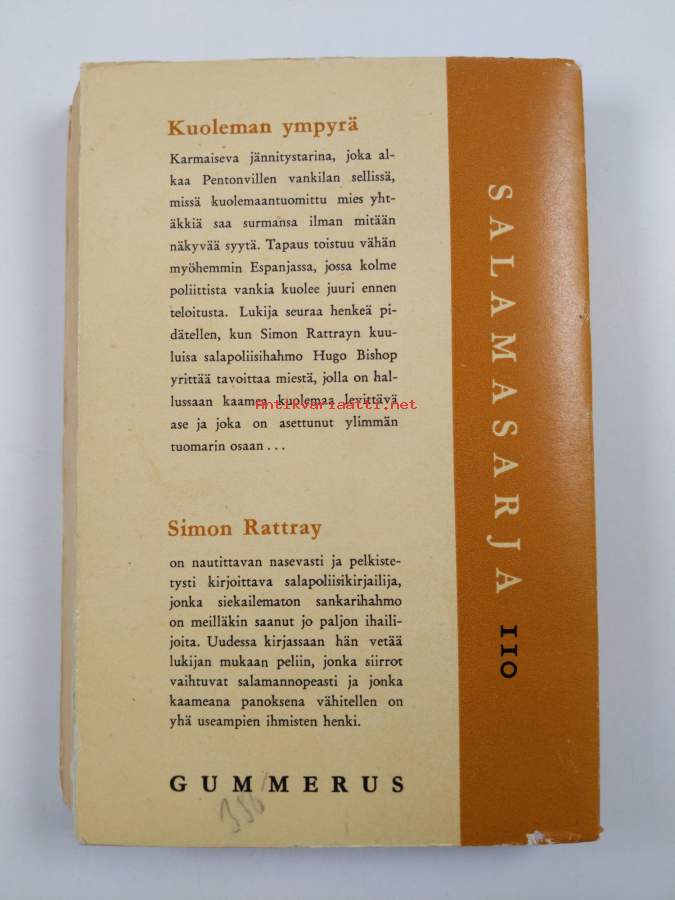 Kuoleman ympyrä
Karmaiseva jännitystarina, joka al-
kaa Pentonvillen vankilan sellissä,
missä kuolemaantuomittu mies yht-
äkkiä saa surmansa ilman mitään
näkyvää syytä. Tapaus toistuu vähän
myöhemmin Espanjassa, jossa kolme
poliittista vankia kuolee juuri ennen
teloitusta. Lukija seuraa henkeä pi-
dätellen, kun Simon Rattrayn kuu-
luisa salapoliisihahmo Hugo Bishop
yrittää tavoittaa miestä, jolla on hal-
lussaan kaamea kuolemaa levittävä
Antikvariaatti.net
ase ja joka on asettunut ylimmän
tuomarin osaan...
Simon Rattray
on nautittavan nasevasti ja pelkiste-
tysti kirjoittava salapoliisikirjailija,
jonka siekailematon sankarihahmo
on meilläkin saanut jo paljon ihaili-
joita. Uudessa kirjassaan hän vetää
lukijan mukaan peliin, jonka siirrot
vaihtuvat salamannopeasti ja jonka
kaameana panoksena vähitellen on
yhä useampien ihmisten henki.
GUMMERUS
SALAMASARJA 110